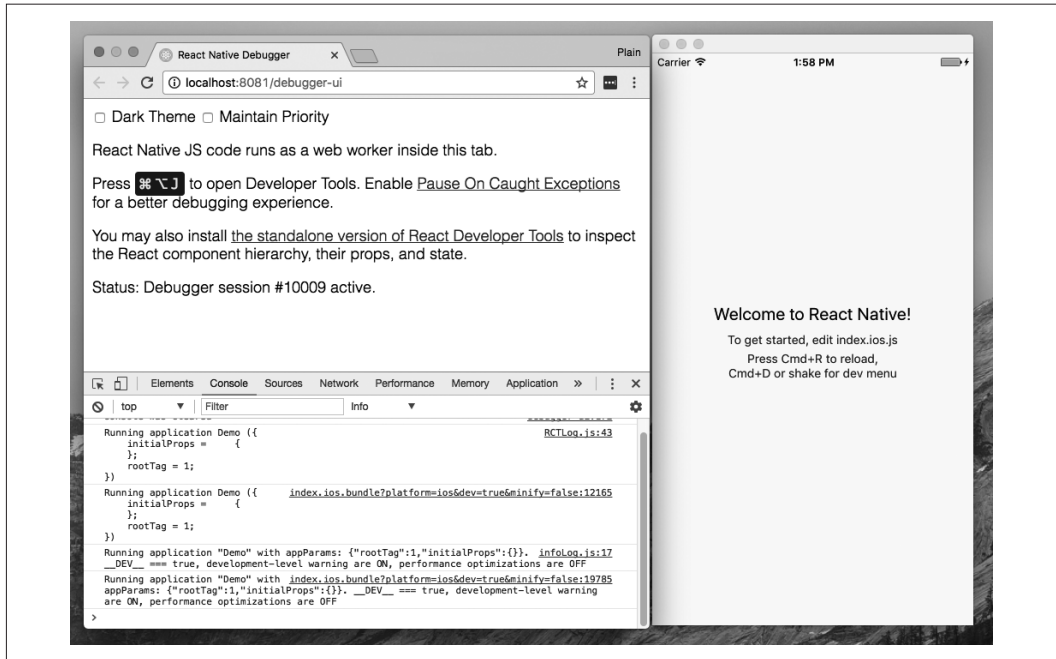 React Native Debugger
Plain
localhost:8081/debugger-ui
Dark Theme Maintain Priority
React Native JS code runs as a web worker inside this tab.
Press ⌘⌥J to open Developer Tools. Enable Pause On Caught Exceptions
for a better debugging experience.
You may also install the standalone version of React Developer Tools to inspect
the React component hierarchy, their props, and state.
Status: Debugger session #10009 active.
Elements Console Sources Network Performance Memory Application »
top Filter Info
Running application Demo ({ RCTLog.js:43
initialProps = {
};
rootTag = 1;
})
Running application Demo ({ index.ios.bundle?platform=ios&dev=true&minify=false:12165
initialProps = {
};
rootTag = 1;
})
Running application "Demo" with appParams: {"rootTag":1,"initialProps":{}}. infoLog.js:17
__DEV__ === true, development-level warning are ON, performance optimizations are OFF
Running application "Demo" with index.ios.bundle?platform=ios&dev=true&minify=false:19785
appParams: {"rootTag":1,"initialProps":{}}. __DEV__ === true, development-level warning
are ON, performance optimizations are OFF
>
Carrier 1:58 PM
Welcome to React Native!
To get started, edit index.ios.js
Press Cmd+R to reload,
Cmd+D or shake for dev menu